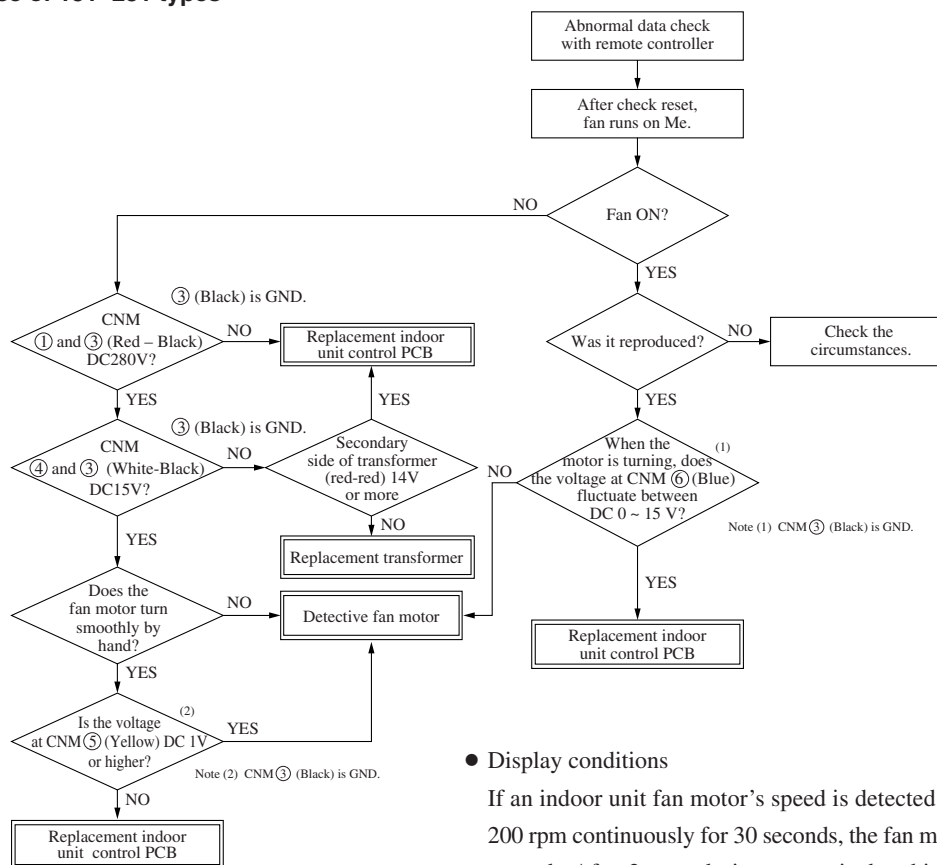 Abnormal data check
with remote controller
After check reset,
fan runs on Me.
Fan ON?
NO
YES
③ (Black) is GND.
CNM
① and ③ (Red – Black)
DC280V?
NO
YES
Replacement indoor
unit control PCB
Was it reproduced?
NO
YES
Check the
circumstances.
③ (Black) is GND.
CNM
④ and ③ (White-Black)
DC15V?
NO
YES
YES
Secondary
side of transformer
(red-red) 14V
or more
NO
Replacement transformer
When the
(1)
motor is turning, does
the voltage at CNM ⑥ (Blue)
fluctuate between
DC 0 ~ 15 V?
NO
YES
Note (1) CNM ③ (Black) is GND.
Does the
fan motor turn
smoothly by
hand?
NO
YES
Detective fan motor
Replacement indoor
unit control PCB
Is the voltage
(2)
at CNM ⑤ (Yellow) DC 1V
or higher?
YES
NO
Note (2) CNM ③ (Black) is GND.
Replacement indoor
unit control PCB
● Display conditions
If an indoor unit fan motor's speed is detected
200 rpm continuously for 30 seconds, the fan m